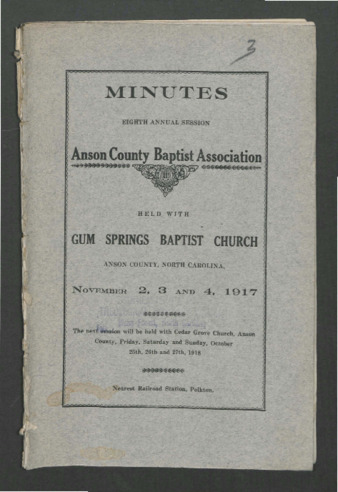 3
MINUTES
EIGHTH ANNUAL SESSION
Anson County Baptist Association
HELD WITH
GUM SPRINGS BAPTIST CHURCH
ANSON COUNTY, NORTH CAROLINA,
NOVEMBER 2, 3 AND 4, 1917
The next session will be held with Cedar Grove Church, Anson
County, Friday, Saturday and Sunday, October
25th, 26th and 27th, 1918
Nearest Railroad Station, Polkton.